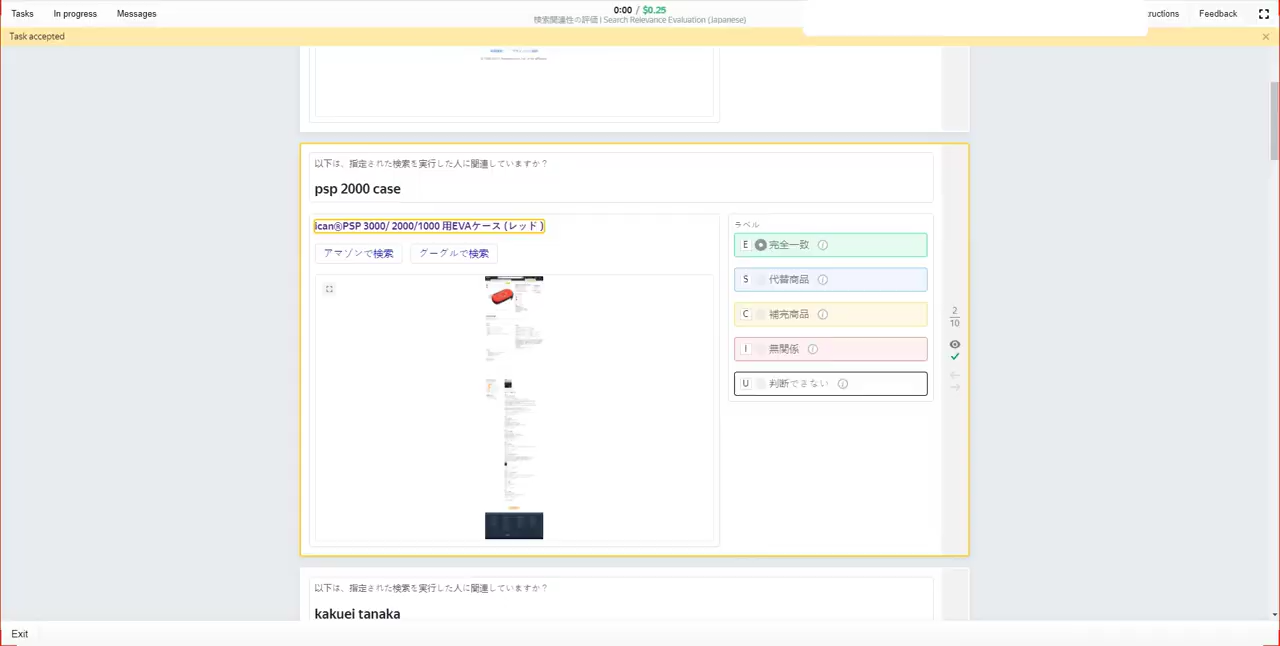 Tasks In progress Messages
0:00 / $0.25
検索関連性の評価 | Search Relevance Evaluation (Japanese)
ructions Feedback
Task accepted
以下は、指定された検索を実行した人に関連していますか？
psp 2000 case
ican®PSP 3000/ 2000/1000 用EVAケース (レッド )
アマゾンで検索 グーグルで検索
ラベル
E 完全一致
S 代替商品
C 補充商品
I 無関係
U 判断できない
2
10
以下は、指定された検索を実行した人に関連していますか？
kakuei tanaka
Exit